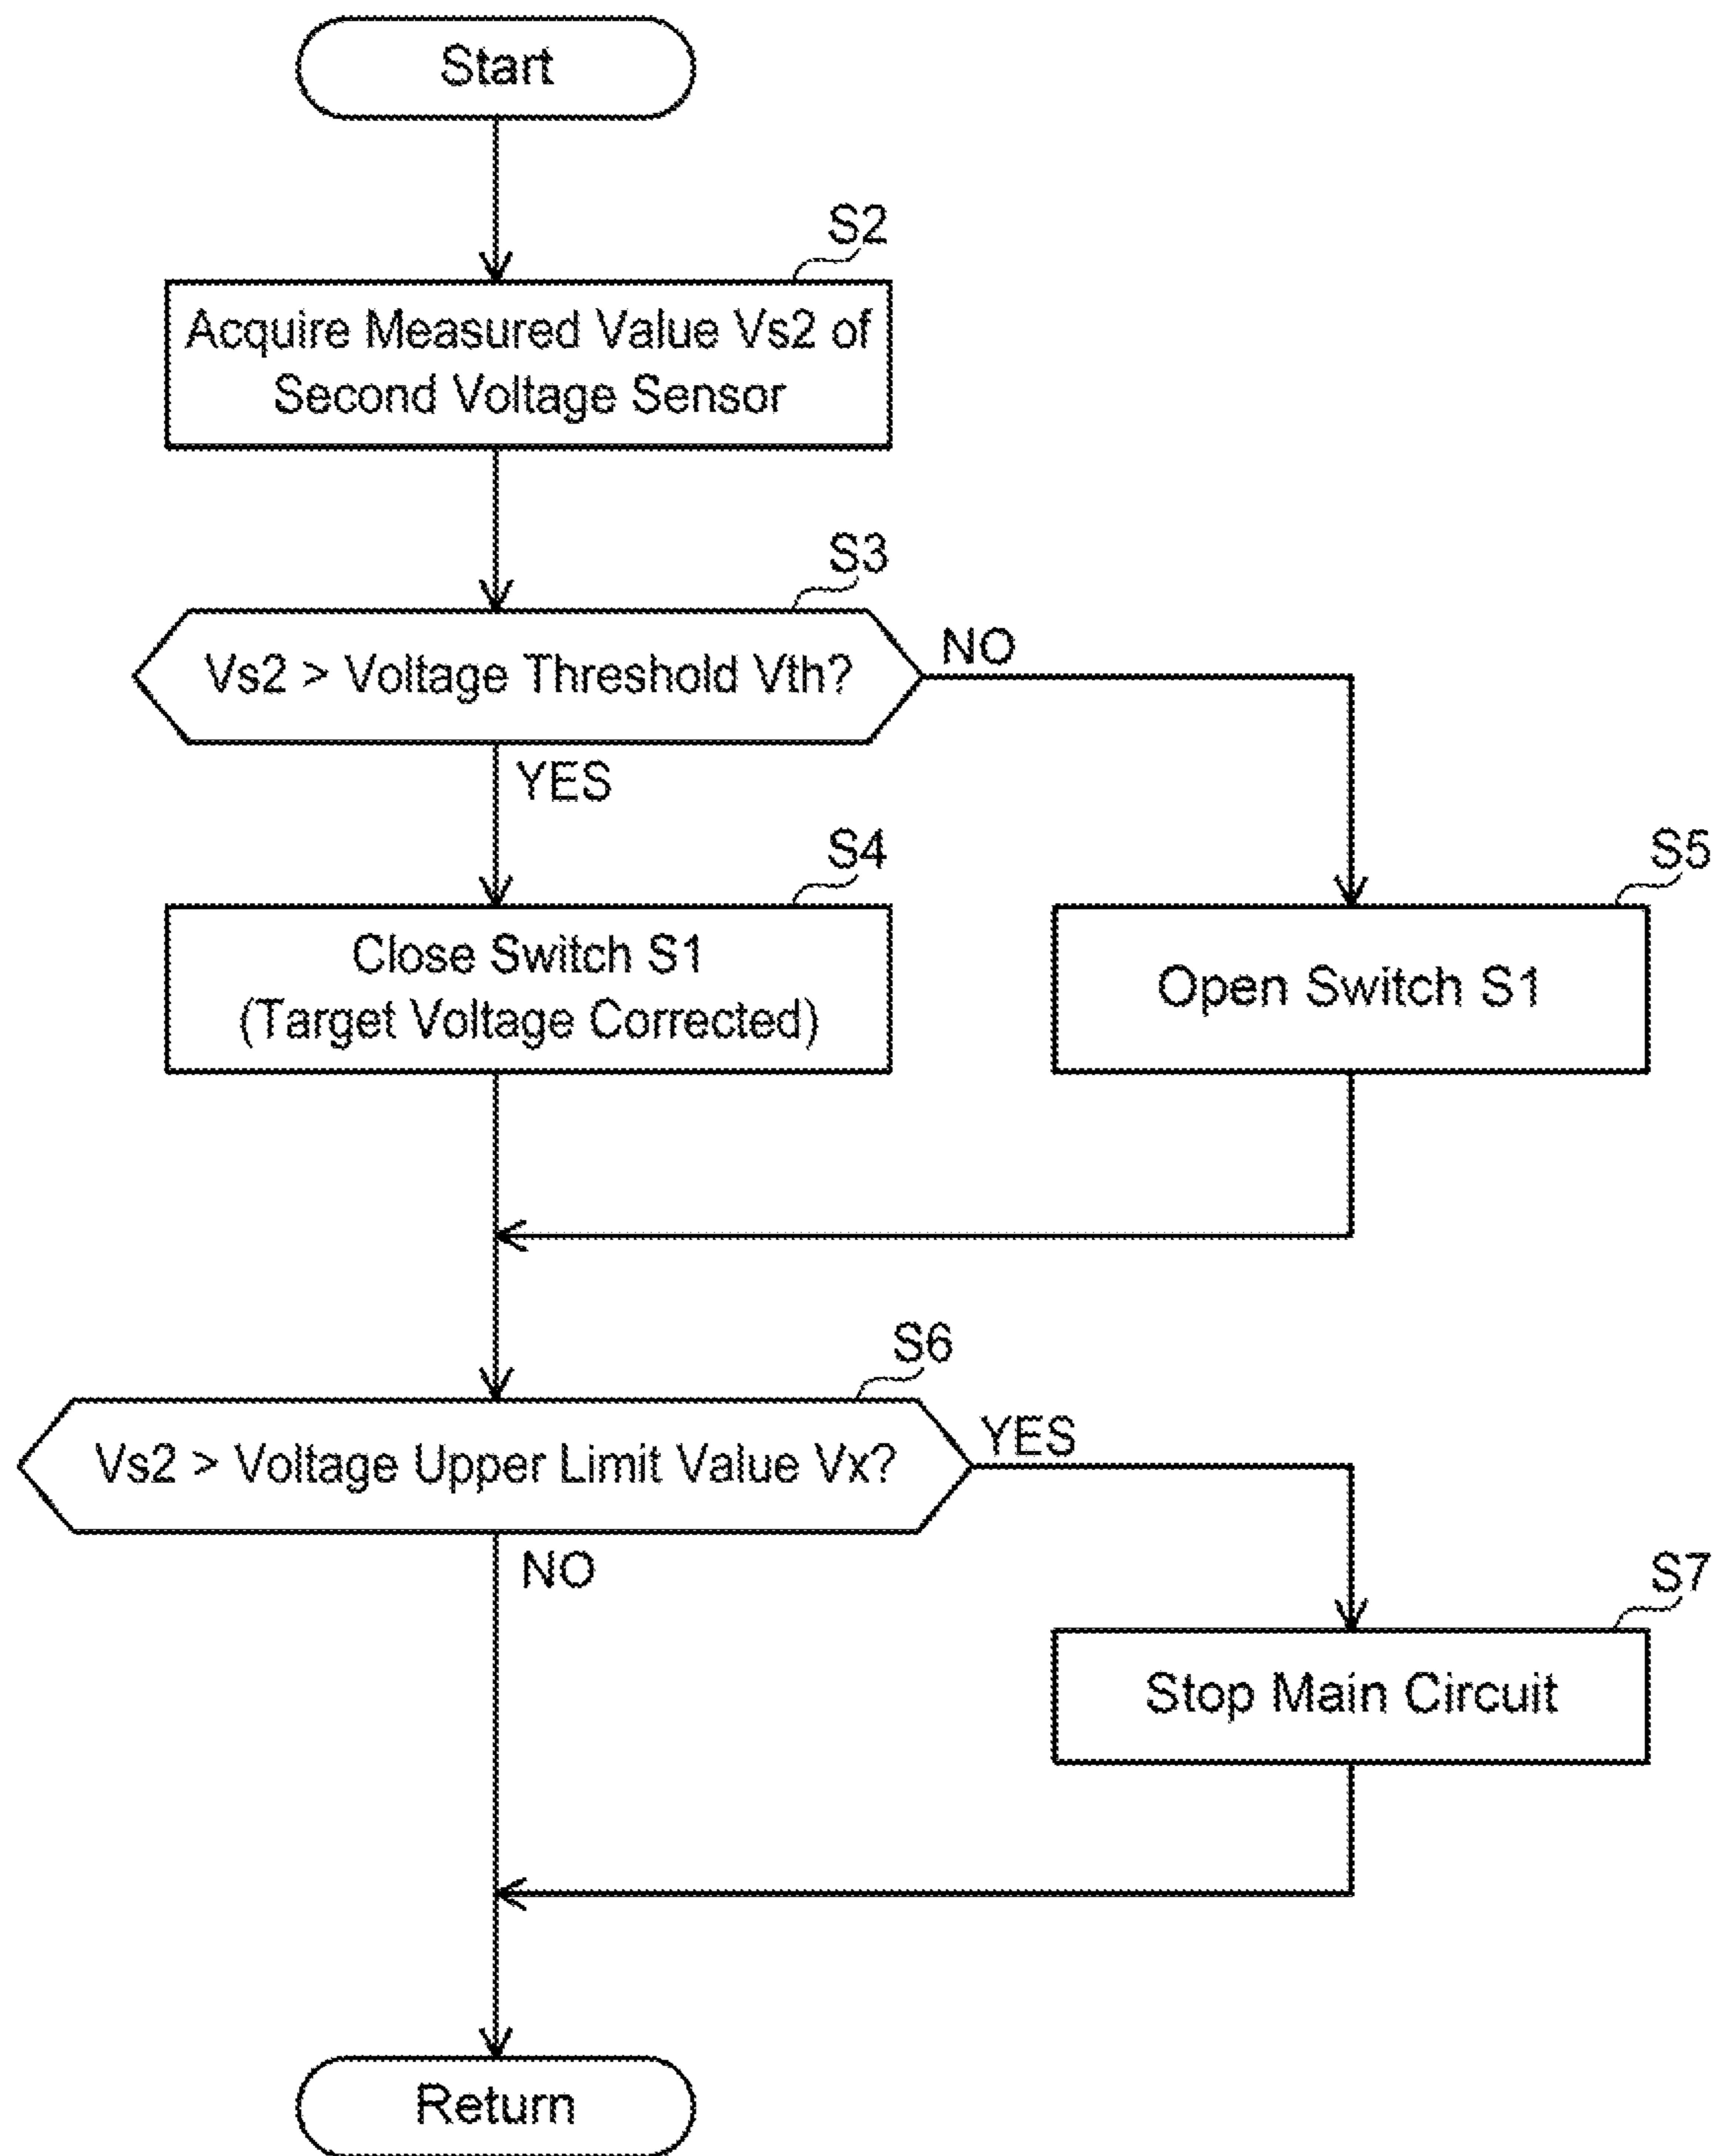 Start
S2
Acquire Measured Value Vs2 of
Second Voltage Sensor
S3
Vs2 > Voltage Threshold Vth?
NO
YES
S4
Close Switch S1
(Target Voltage Corrected)
S5
Open Switch S1
S6
Vs2 > Voltage Upper Limit Value Vx?
YES
NO
S7
Stop Main Circuit
Return